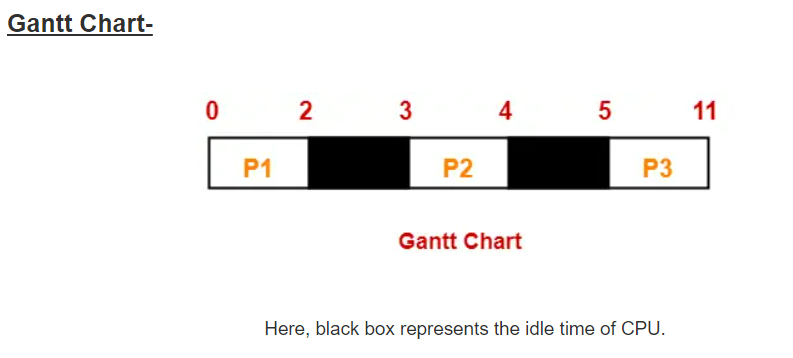 Gantt Chart-
0 2 3 4 5 11
P1 P2 P3
Gantt Chart
Here, black box represents the idle time of CPU.